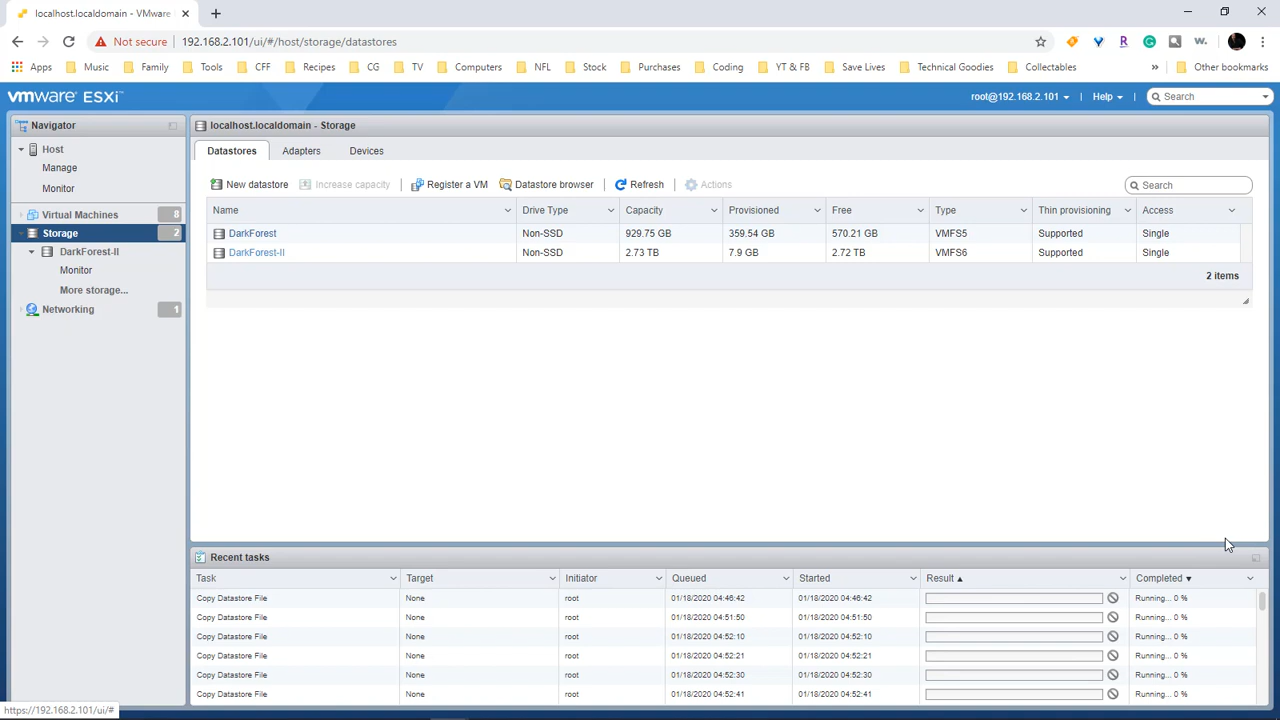 localhost.localdomain - VMware
Not secure 192.168.2.101/ui/#/host/storage/datastores
Apps Music Family Tools CFF Recipes CG TV Computers NFL Stock Purchases Coding YT & FB Save Lives Technical Goodies Collectables » Other bookmarks
vmware ESXi root@192.168.2.101 | Help | Search
Navigator
Host
Manage
Monitor
Virtual Machines 8
Storage 2
DarkForest-II
Monitor
More storage...
Networking 1
localhost.localdomain - Storage
Datastores Adapters Devices
New datastore Increase capacity | Register a VM Datastore browser | Refresh | Actions Search
Name Drive Type Capacity Provisioned Free Type Thin provisioning Access
DarkForest Non-SSD 929.75 GB 359.54 GB 570.21 GB VMFS5 Supported Single
DarkForest-II Non-SSD 2.73 TB 7.9 GB 2.72 TB VMFS6 Supported Single
2 items
Recent tasks
Task Target Initiator Queued Started Result Completed
Copy Datastore File None root 01/18/2020 04:46:42 01/18/2020 04:46:42 Running... 0 %
Copy Datastore File None root 01/18/2020 04:51:50 01/18/2020 04:51:50 Running... 0 %
Copy Datastore File None root 01/18/2020 04:52:10 01/18/2020 04:52:10 Running... 0 %
Copy Datastore File None root 01/18/2020 04:52:21 01/18/2020 04:52:21 Running... 0 %
Copy Datastore File None root 01/18/2020 04:52:30 01/18/2020 04:52:30 Running... 0 %
Copy Datastore File None root 01/18/2020 04:52:41 01/18/2020 04:52:41 Running... 0 %
https://192.168.2.101/ui/#